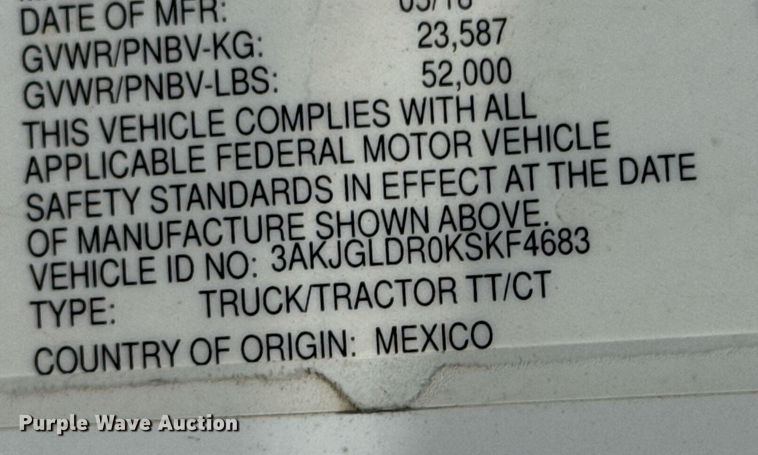 DATE OF MFR: 05/18
GVWR/PNBV-KG: 23,587
GVWR/PNBV-LBS: 52,000
THIS VEHICLE COMPLIES WITH ALL
APPLICABLE FEDERAL MOTOR VEHICLE
SAFETY STANDARDS IN EFFECT AT THE DATE
OF MANUFACTURE SHOWN ABOVE.
VEHICLE ID NO: 3AKJGLDR0KSKF4683
TYPE: TRUCK/TRACTOR TT/CT
COUNTRY OF ORIGIN: MEXICO
Purple Wave Auction